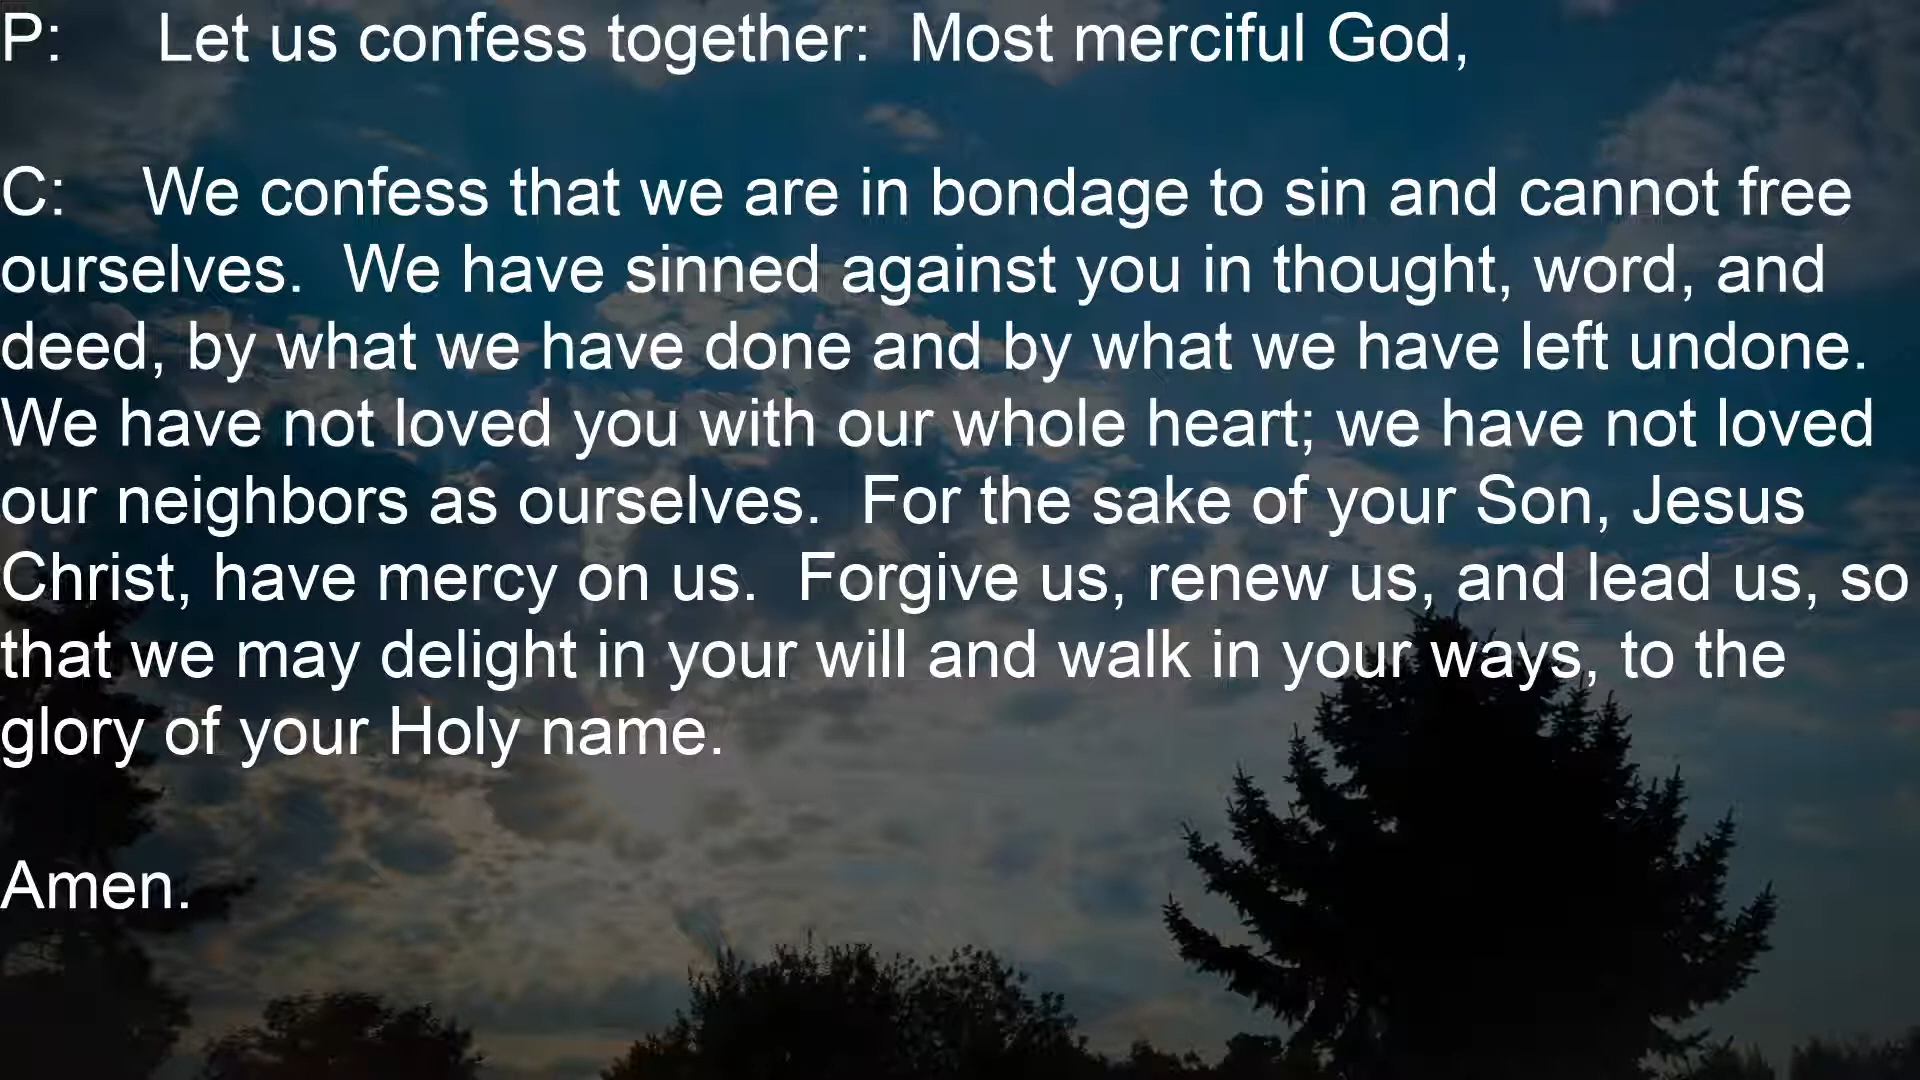 P: Let us confess together: Most merciful God,
C: We confess that we are in bondage to sin and cannot free
ourselves. We have sinned against you in thought, word, and
deed, by what we have done and by what we have left undone.
We have not loved you with our whole heart; we have not loved
our neighbors as ourselves. For the sake of your Son, Jesus
Christ, have mercy on us. Forgive us, renew us, and lead us, so
that we may delight in your will and walk in your ways, to the
glory of your Holy name.
Amen.